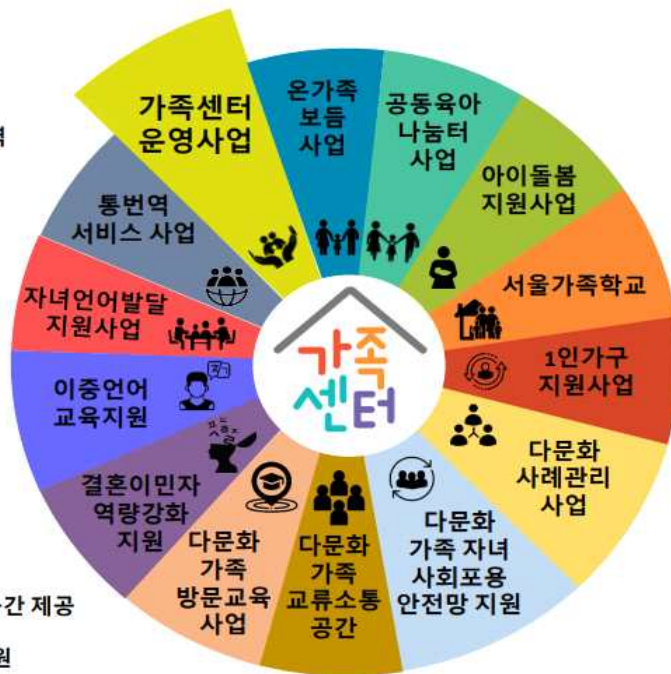 가족센터
운영사업
온가족
보듬
사업
공동육아
나눔터
사업
아이돌봄
지원사업
서울가족학교
1인가구
지원사업
다문화
사례관리
사업
다문화
가족 자녀
사회포용
안전망 지원
다문화
가족
교류소통
공간
다문화
가족
방문교육
사업
결혼이민자
역량강화
지원
이중언어
교육지원
자녀언어발달
지원사업
통번역
서비스 사업
가족
센터
간 제공